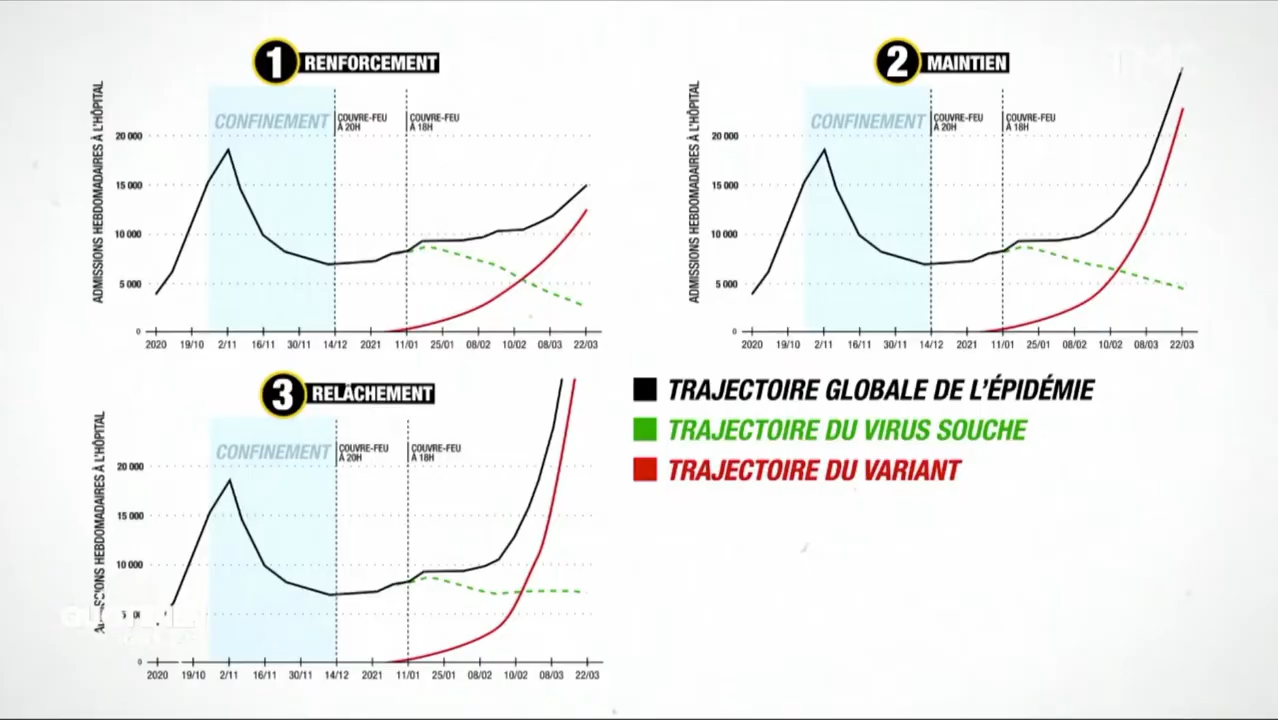 1 RENFORCEMENT
ADMISSIONS HEBDOMADAIRES À L'HÔPITAL
CONFINEMENT
COUVRE-FEU
À 20H
COUVRE-FEU
À 18H
20 000
15 000
10 000
5 000
0
2020 19/10 2/11 16/11 30/11 14/12 2021 11/01 25/01 08/02 10/02 08/03 22/03
2 MAINTIEN
TMC
ADMISSIONS HEBDOMADAIRES À L'HÔPITAL
CONFINEMENT
COUVRE-FEU
À 20H
COUVRE-FEU
À 18H
20 000
15 000
10 000
5 000
0
2020 19/10 2/11 16/11 30/11 14/12 2021 11/01 25/01 08/02 10/02 08/03 22/03
3 RELÂCHEMENT
HEBDOMADAIRES À L'HÔPITAL
CONFINEMENT
COUVRE-FEU
À 20H
COUVRE-FEU
À 18H
20 000
15 000
10 000
0
2020 19/10 2/11 16/11 30/11 14/12 2021 11/01 25/01 08/02 10/02 08/03 22/03
TRAJECTOIRE GLOBALE DE L'ÉPIDÉMIE
TRAJECTOIRE DU VIRUS SOUCHE
TRAJECTOIRE DU VARIANT